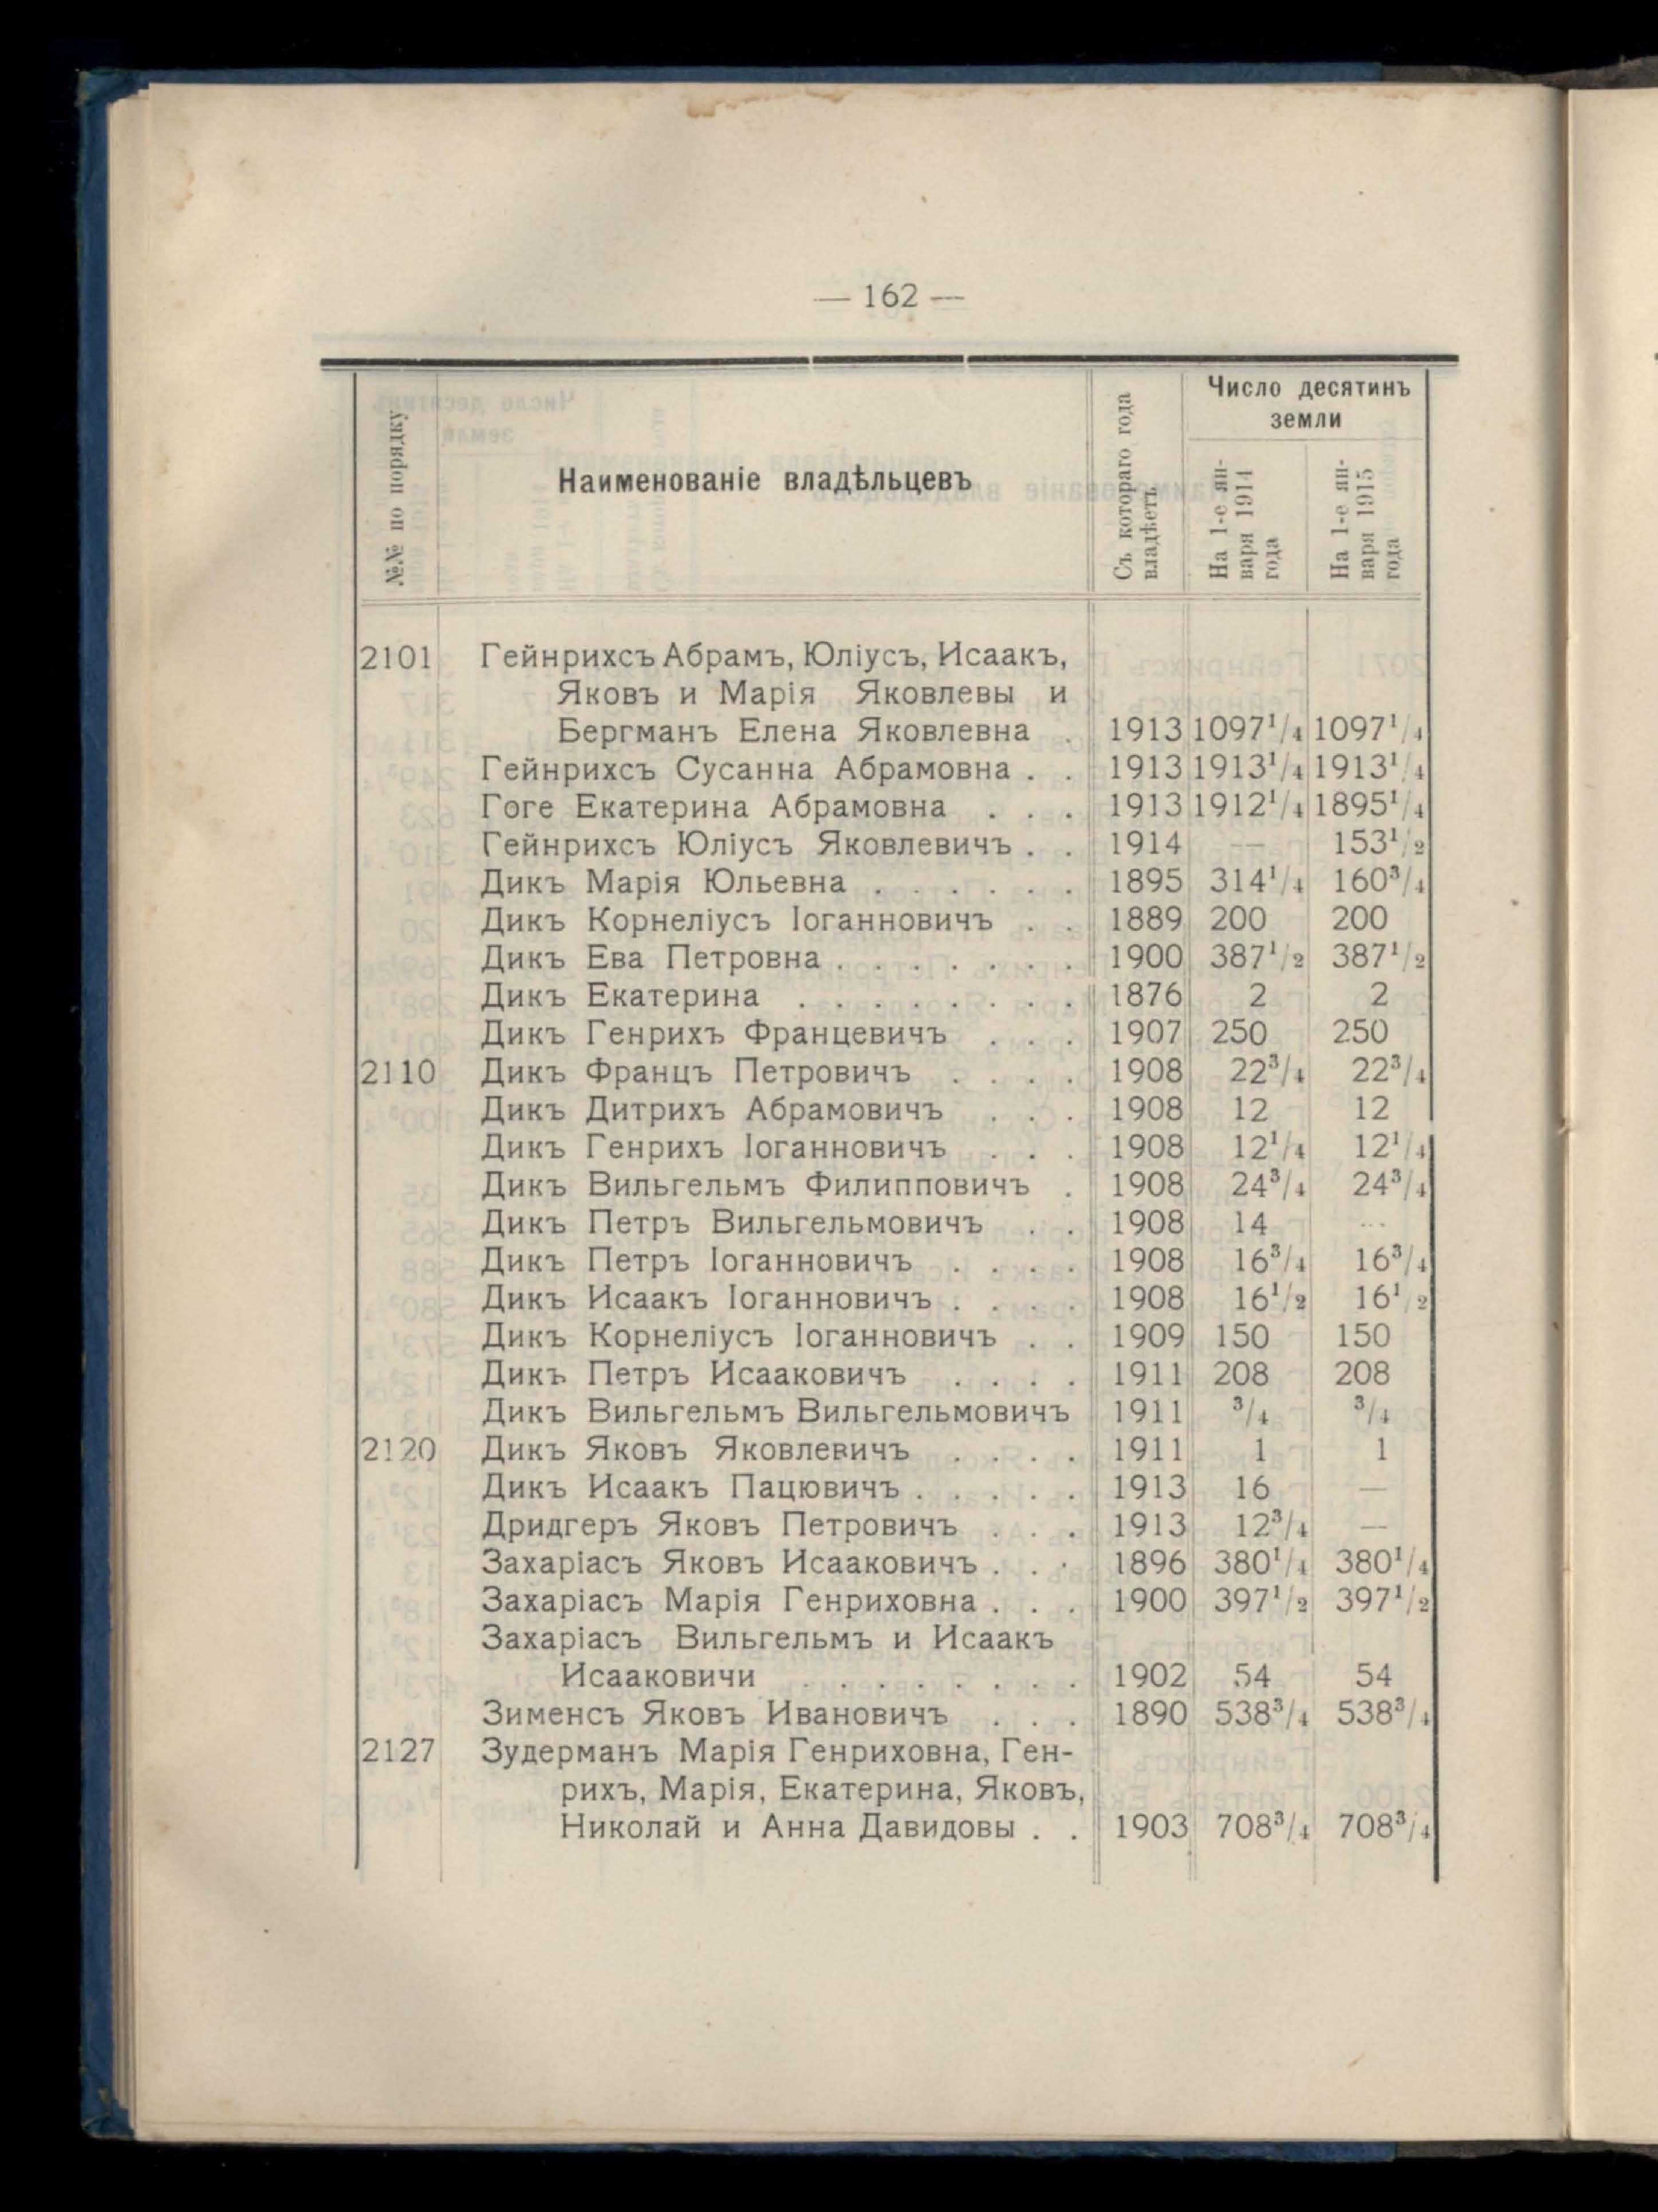 — 162 —
№№ по порядку
Наименованіе владѣльцевъ
Съ котораго года
владѣетъ
Число десятинъ
земли
На 1-е ян-
варя 1914
года
На 1-е ян-
варя 1915
года
2101 Гейнрихсъ Абрамъ, Юліусъ, Исаакъ,
Яковъ и Марія Яковлевы и
Бергманъ Елена Яковлевна . 1913 1097¹/₄ 1097¹/₄
Гейнрихсъ Сусанна Абрамовна . . 1913 1913¹/₄ 1913¹/₄
Гоге Екатерина Абрамовна . . . 1913 1912¹/₄ 1895¹/₄
Гейнрихсъ Юліусъ Яковлевичъ . . 1914 — 153¹/₂
Дикъ Марія Юльевна . . . . . . 1895 314¹/₄ 160³/₄
Дикъ Корнеліусъ Іоганновичъ . . 1889 200 200
Дикъ Ева Петровна . . . . . . . 1900 387¹/₂ 387¹/₂
Дикъ Екатерина . . . . . . . . 1876 2 2
Дикъ Генрихъ Францевичъ . . . 1907 250 250
2110 Дикъ Францъ Петровичъ . . . . 1908 22³/₄ 22³/₄
Дикъ Дитрихъ Абрамовичъ . . . 1908 12 12
Дикъ Генрихъ Іоганновичъ . . . 1908 12¹/₄ 12¹/₄
Дикъ Вильгельмъ Филипповичъ . 1908 24³/₄ 24³/₄
Дикъ Петръ Вильгельмовичъ . . 1908 14 —
Дикъ Петръ Іоганновичъ . . . . 1908 16³/₄ 16³/₄
Дикъ Исаакъ Іоганновичъ . . . . 1908 16¹/₂ 16¹/₂
Дикъ Корнеліусъ Іоганновичъ . . 1909 150 150
Дикъ Петръ Исааковичъ . . . . 1911 208 208
Дикъ Вильгельмъ Вильгельмовичъ 1911 ³/₄ ³/₄
2120 Дикъ Яковъ Яковлевичъ . . . . 1911 1 1
Дикъ Исаакъ Пацювичъ . . . . . 1913 16 —
Дридгеръ Яковъ Петровичъ . . . 1913 12³/₄ —
Захаріасъ Яковъ Исааковичъ . . . 1896 380¹/₄ 380¹/₄
Захаріасъ Марія Генриховна . . . 1900 397¹/₂ 397¹/₂
Захаріасъ Вильгельмъ и Исаакъ
Исааковичи . . . . . . . . 1902 54 54
Зименсъ Яковъ Ивановичъ . . . 1890 538³/₄ 538³/₄
2127 Зудерманъ Марія Генриховна, Ген-
рихъ, Марія, Екатерина, Яковъ,
Николай и Анна Давидовы . . 1903 708³/₄ 708³/₄